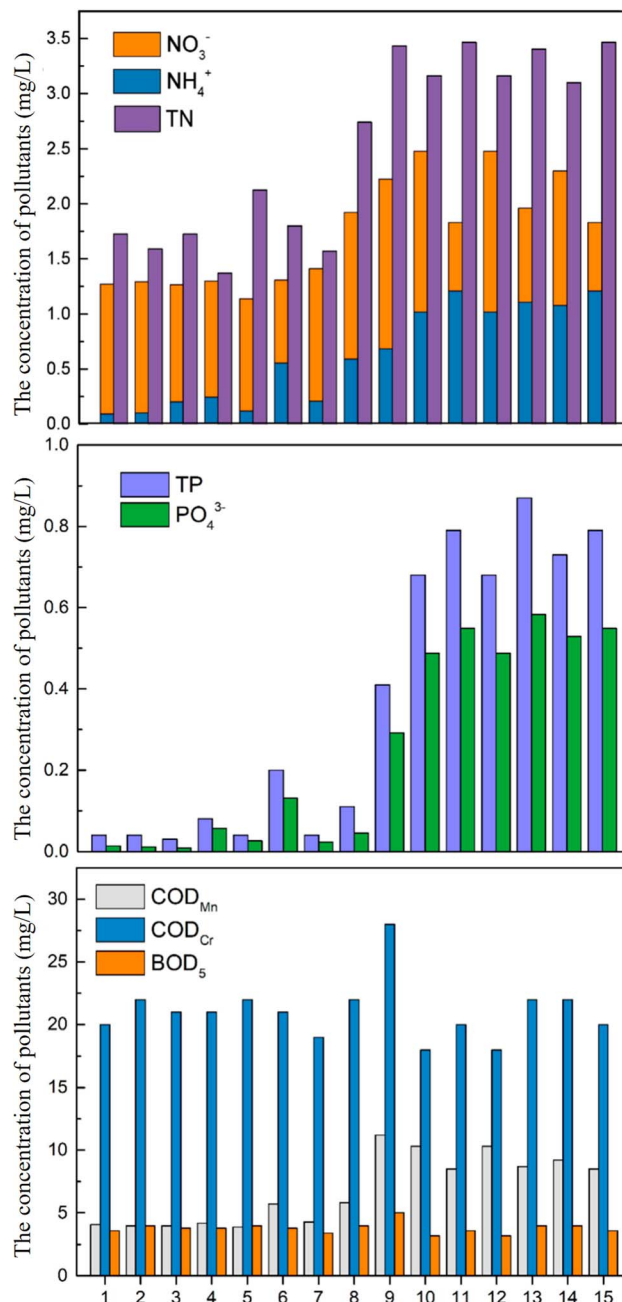 The concentration of pollutants (mg/L)
3.5
3.0
2.5
2.0
1.5
1.0
0.5
0.0
NO₃⁻
NH₄⁺
TN
The concentration of pollutants (mg/L)
1.0
0.8
0.6
0.4
0.2
0.0
TP
PO₄³⁻
The concentration of pollutants (mg/L)
30
25
20
15
10
5
0
COD_Mn
COD_Cr
BOD₅
1 2 3 4 5 6 7 8 9 10 11 12 13 14 15